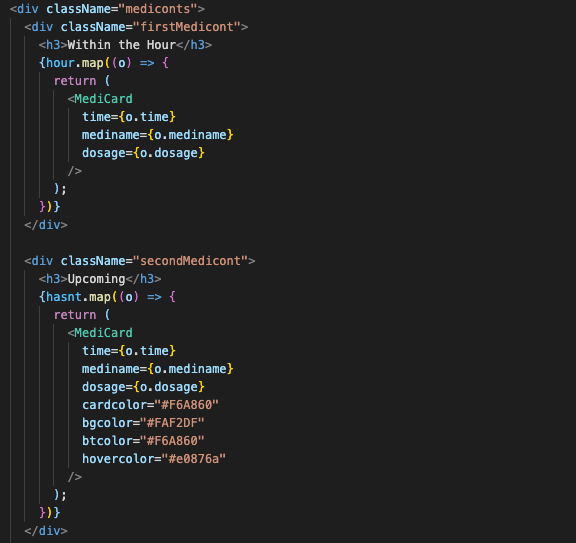 <div className="mediconts">
<div className="firstMedicont">
<h3>Within the Hour</h3>
{hour.map((o) => {
return (
<MediCard
time={o.time}
mediname={o.mediname}
dosage={o.dosage}
/>
);
})}
</div>
<div className="secondMedicont">
<h3>Upcoming</h3>
{hasnt.map((o) => {
return (
<MediCard
time={o.time}
mediname={o.mediname}
dosage={o.dosage}
cardcolor="#F6A860"
bgcolor="#FAF2DF"
btcolor="#F6A860"
hovercolor="#e0876a"
/>
);
})}
</div>